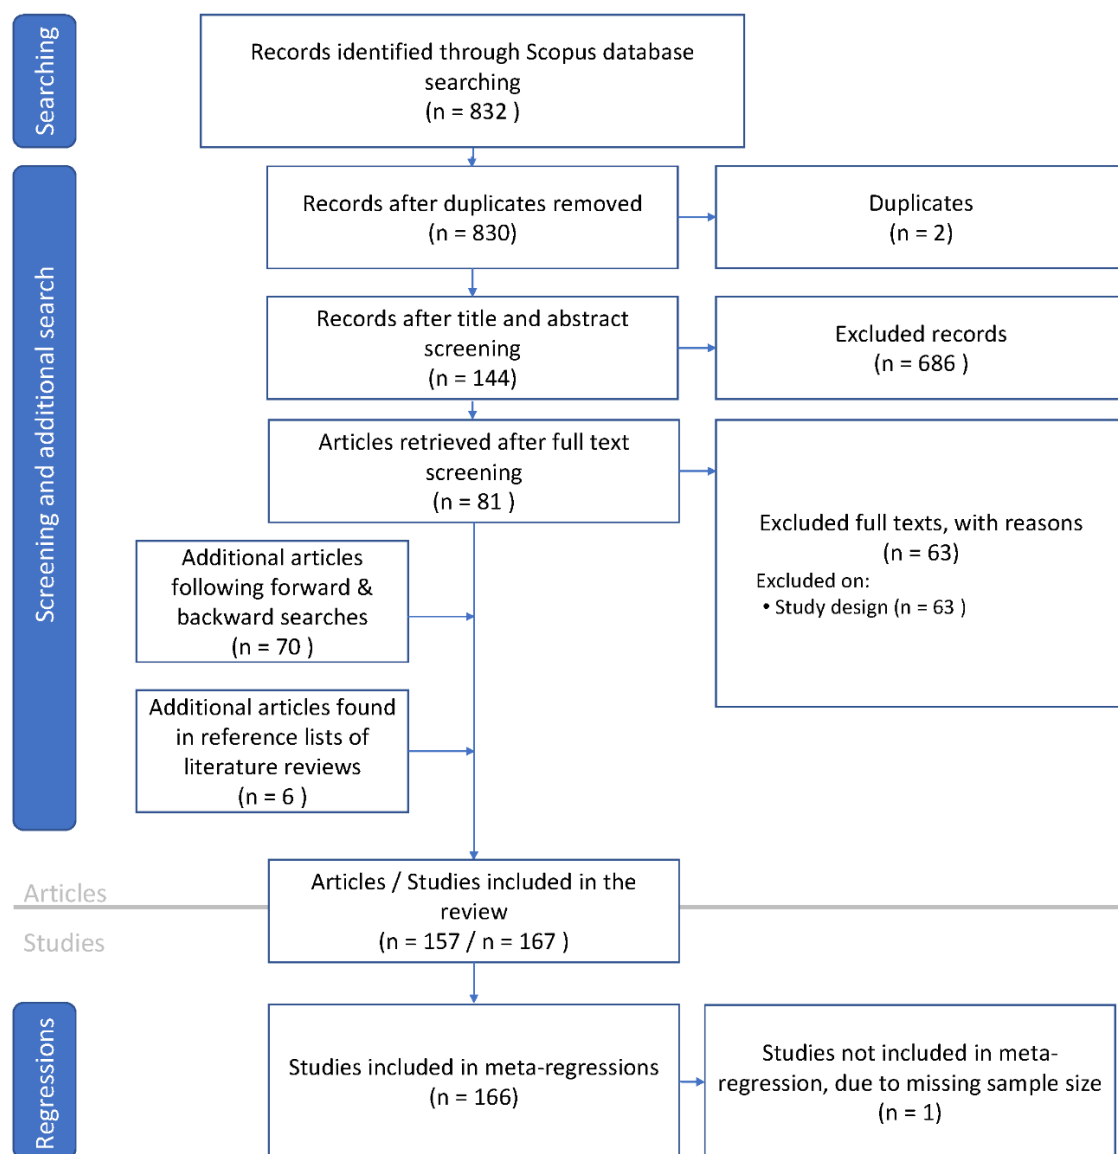 Searching
Records identified through Scopus database
searching
(n = 832 )
Screening and additional search
Records after duplicates removed
(n = 830)
Duplicates
(n = 2)
Records after title and abstract
screening
(n = 144)
Excluded records
(n = 686 )
Articles retrieved after full text
screening
(n = 81 )
Excluded full texts, with reasons
(n = 63)
Excluded on:
• Study design (n = 63 )
Additional articles
following forward &
backward searches
(n = 70 )
Additional articles found
in reference lists of
literature reviews
(n = 6 )
Articles
Studies
Articles / Studies included in the
review
(n = 157 / n = 167 )
Regressions
Studies included in meta-regressions
(n = 166)
Studies not included in meta-
regression, due to missing sample size
(n = 1)